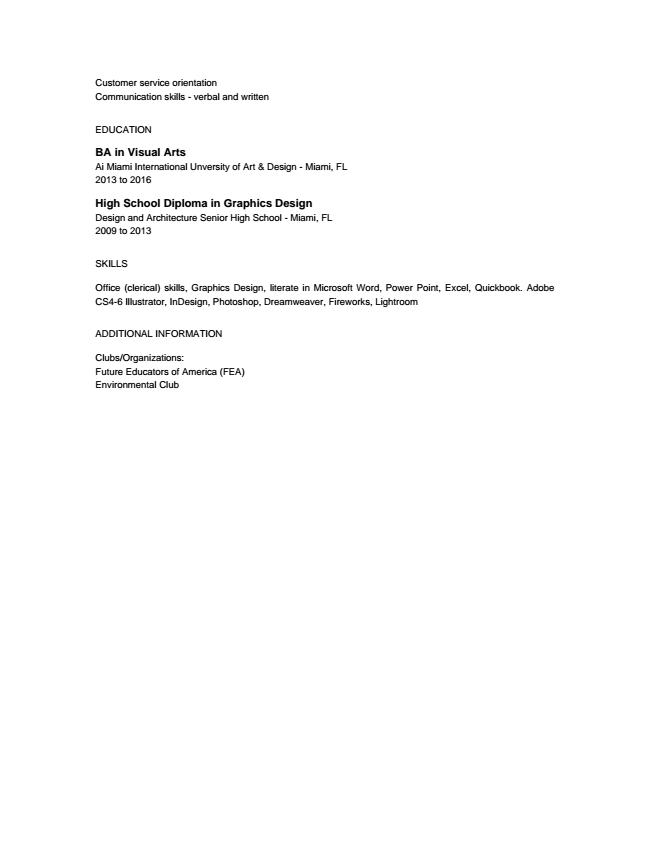 Customer service orientation
Communication skills - verbal and written
EDUCATION
BA in Visual Arts
Ai Miami International Unversity of Art & Design - Miami, FL
2013 to 2016
High School Diploma in Graphics Design
Design and Architecture Senior High School - Miami, FL
2009 to 2013
SKILLS
Office (clerical) skills, Graphics Design, literate in Microsoft Word, Power Point, Excel, Quickbook. Adobe
CS4-6 Illustrator, InDesign, Photoshop, Dreamweaver, Fireworks, Lightroom
ADDITIONAL INFORMATION
Clubs/Organizations:
Future Educators of America (FEA)
Environmental Club